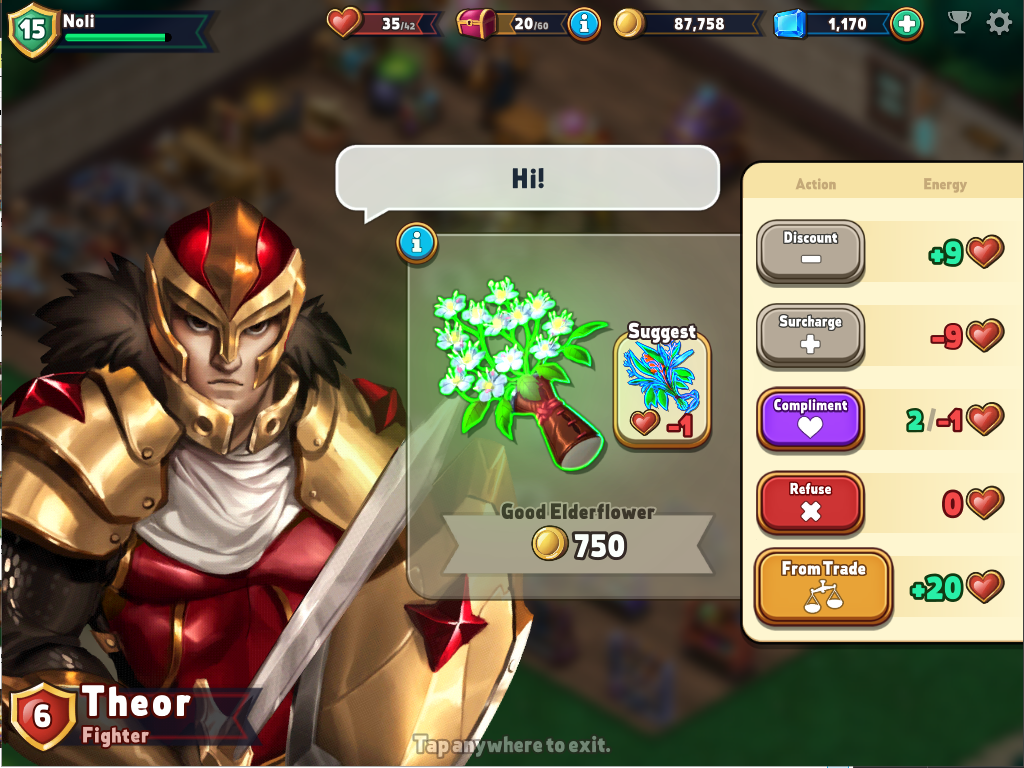 15
Noli
35/42
20/60
i
87,758
1,170
Hi!
i
Action Energy
Discount
+9
Surcharge
-9
Compliment
2/-1
Refuse
0
From Trade
+20
Suggest
-1
Good Elderflower
750
6
Theor
Fighter
Tap anywhere to exit.